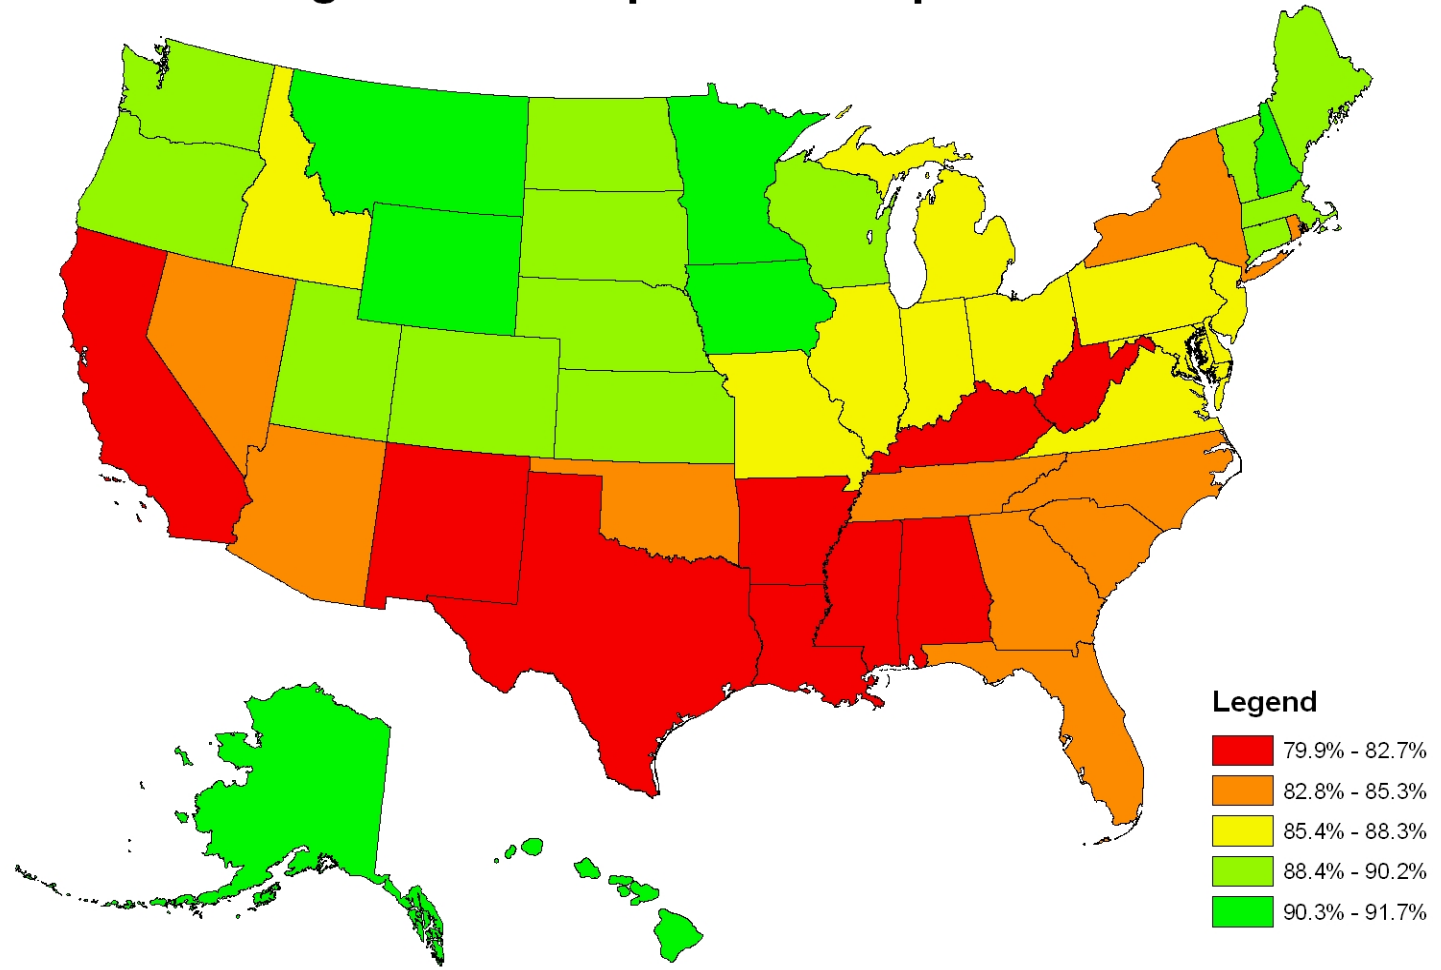 Legend
79.9% - 82.7%
82.8% - 85.3%
85.4% - 88.3%
88.4% - 90.2%
90.3% - 91.7%